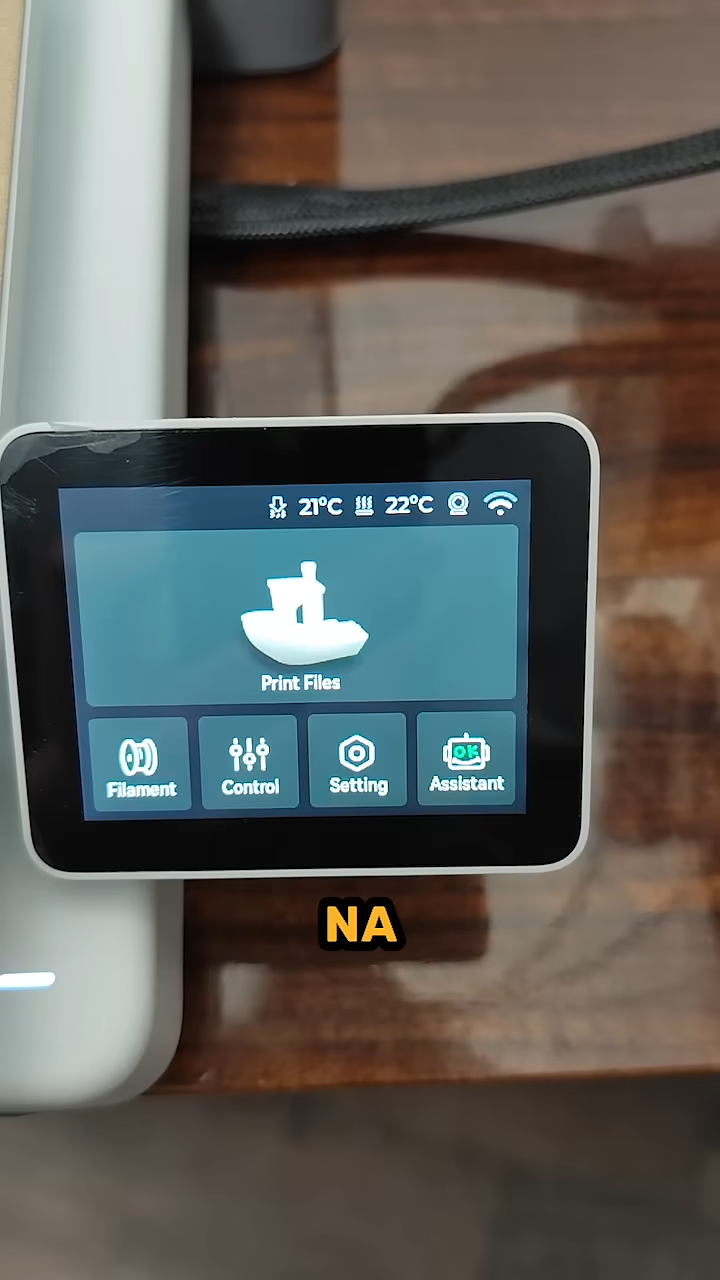 21°C 22°C
Print Files
Filament Control Setting Assistant
OK
NA